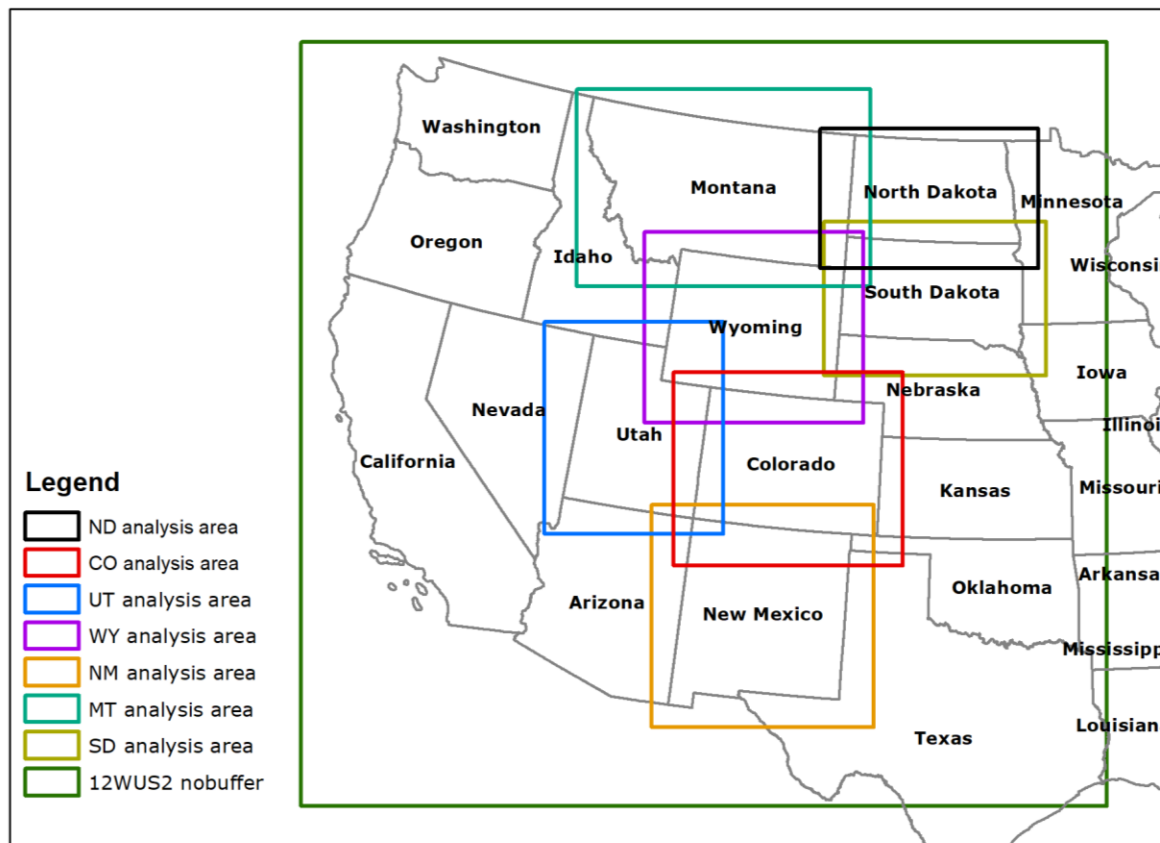 Washington
Montana
North Dakota
Minnesota
Oregon
Idaho
Wisconsin
South Dakota
Wyoming
Iowa
Nebraska
Nevada
Illinois
Utah
California
Colorado
Missouri
Kansas
Arkansa
Oklahoma
Arizona
New Mexico
Mississipp
Louisian
Texas
Legend
ND analysis area
CO analysis area
UT analysis area
WY analysis area
NM analysis area
MT analysis area
SD analysis area
12WUS2 nobuffer